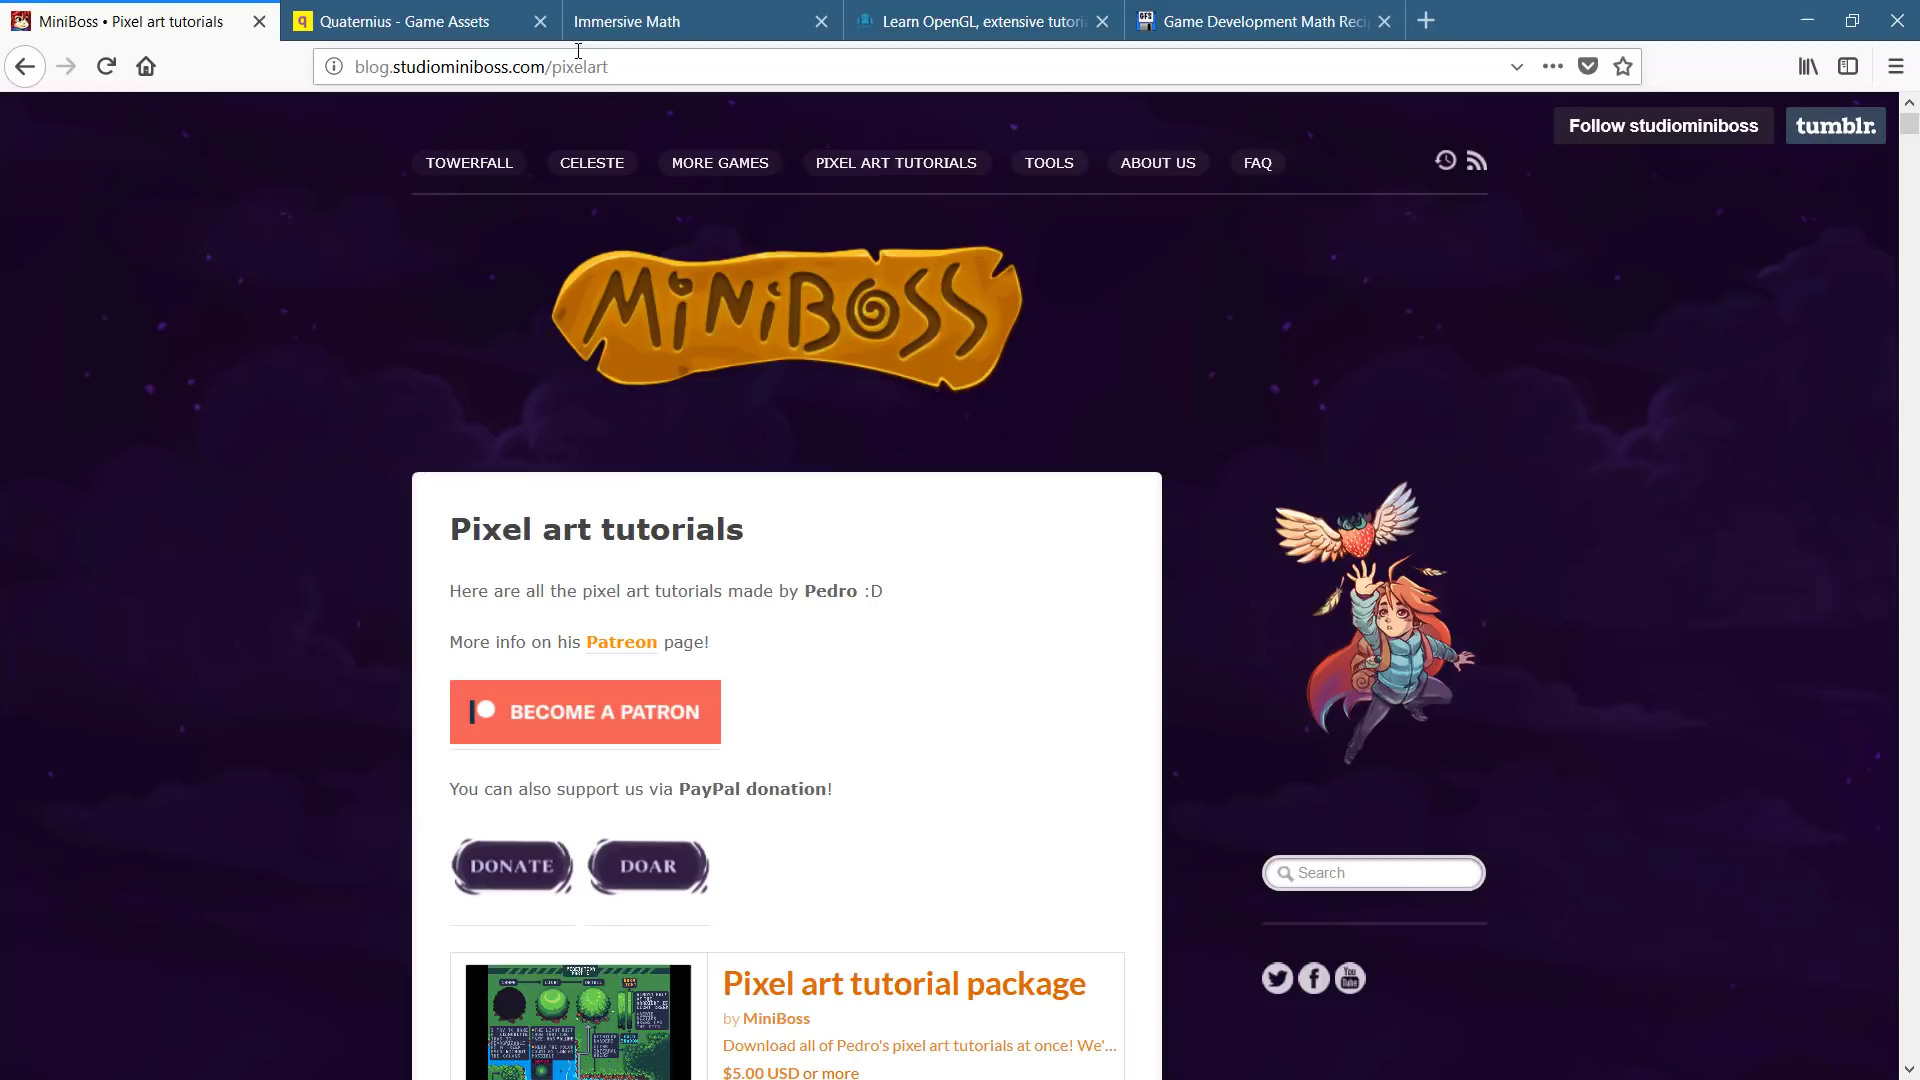 MiniBoss • Pixel art tutorials
Quaternius - Game Assets
Immersive Math
Learn OpenGL, extensive tutori
Game Development Math Reci
blog.studiominiboss.com/pixelart
Follow studiominiboss
tumblr.
TOWERFALL CELESTE MORE GAMES PIXEL ART TUTORIALS TOOLS ABOUT US FAQ
MINIBOSS
Pixel art tutorials
Here are all the pixel art tutorials made by Pedro :D
More info on his Patreon page!
BECOME A PATRON
You can also support us via PayPal donation!
DONATE DOAR
Search
Pixel art tutorial package
by MiniBoss
Download all of Pedro's pixel art tutorials at once! We'...
$5.00 USD or more